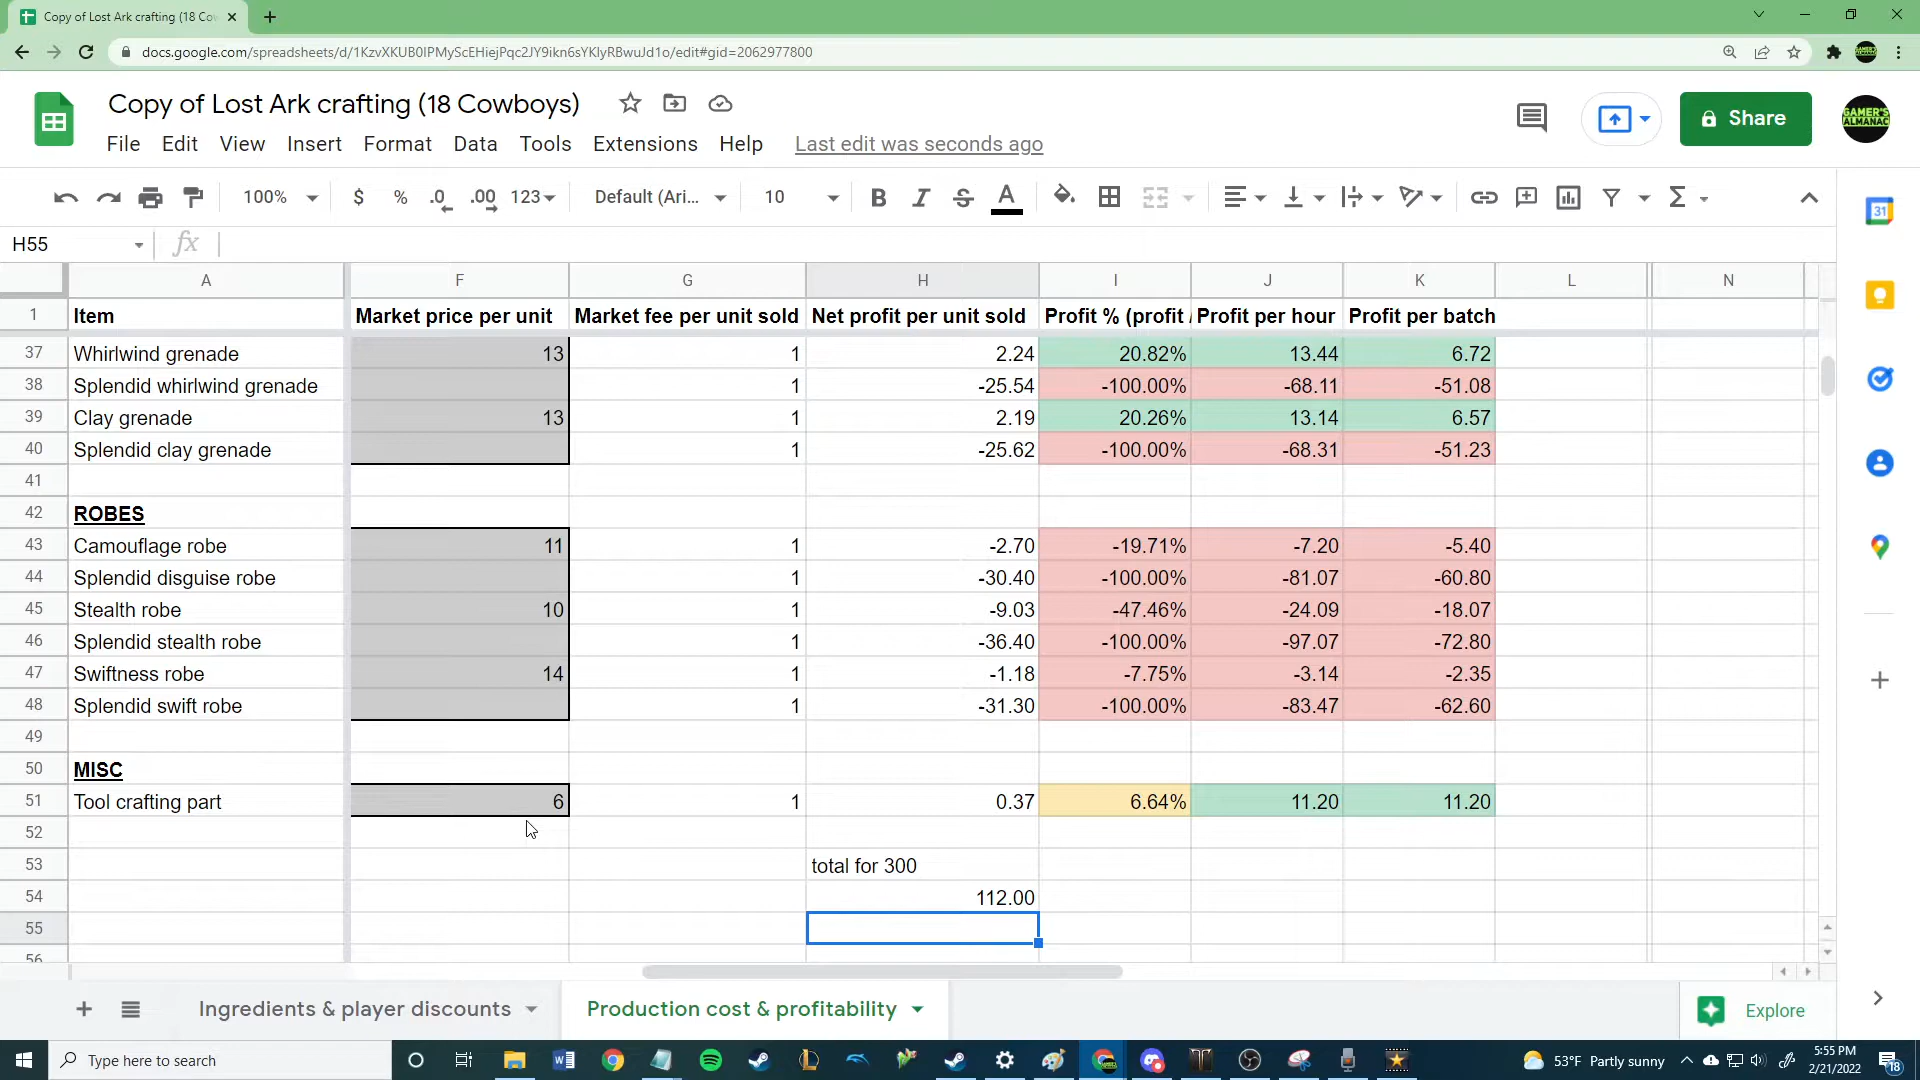 Copy of Lost Ark crafting (18 Cow
docs.google.com/spreadsheets/d/1KzvXKUB0IPMyScEHiejPqc2JY9ikn6sYKlyRBwuJd1o/edit#gid=2062977800
Copy of Lost Ark crafting (18 Cowboys)
File Edit View Insert Format Data Tools Extensions Help Last edit was seconds ago
Share
GAMER'S ALMANAC
100% $ % .0 .00 123 Default (Ari... 10 B I S A Σ
31
H55 fx
A F G H I J K L N
1 Item Market price per unit Market fee per unit sold Net profit per unit sold Profit % (profit / Profit per hour Profit per batch
37 Whirlwind grenade 13 1 2.24 20.82% 13.44 6.72
38 Splendid whirlwind grenade 1 -25.54 -100.00% -68.11 -51.08
39 Clay grenade 13 1 2.19 20.26% 13.14 6.57
40 Splendid clay grenade 1 -25.62 -100.00% -68.31 -51.23
41
42 ROBES
43 Camouflage robe 11 1 -2.70 -19.71% -7.20 -5.40
44 Splendid disguise robe 1 -30.40 -100.00% -81.07 -60.80
45 Stealth robe 10 1 -9.03 -47.46% -24.09 -18.07
46 Splendid stealth robe 1 -36.40 -100.00% -97.07 -72.80
47 Swiftness robe 14 1 -1.18 -7.75% -3.14 -2.35
48 Splendid swift robe 1 -31.30 -100.00% -83.47 -62.60
49
50 MISC
51 Tool crafting part 6 1 0.37 6.64% 11.20 11.20
52
53 total for 300
54 112.00
55
56
Ingredients & player discounts Production cost & profitability Explore
Type here to search 53°F Partly sunny 5:55 PM
2/21/2022
18